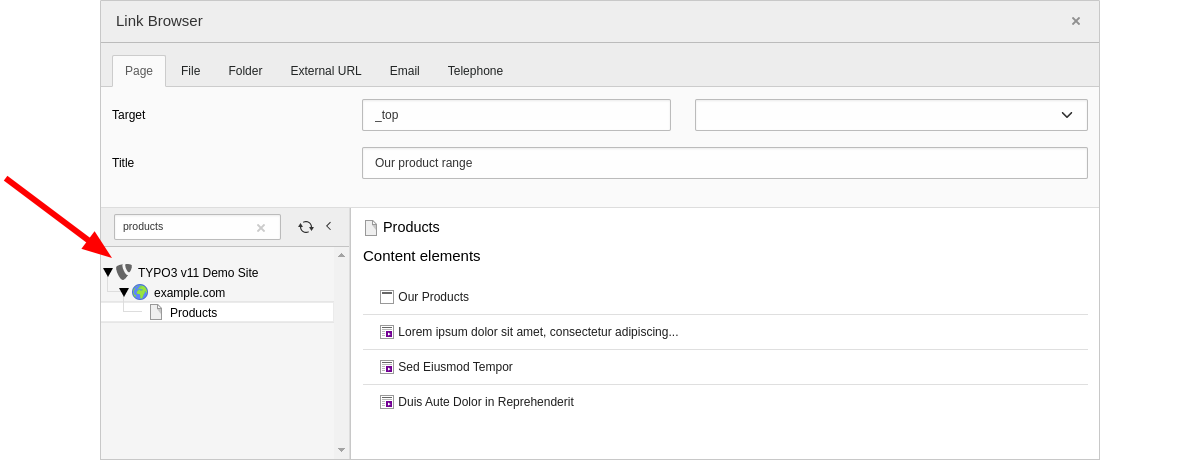 Link Browser
Page File Folder External URL Email Telephone
Target _top
Title Our product range
products
TYPO3 v11 Demo Site
example.com
Products
Products
Content elements
Our Products
Lorem ipsum dolor sit amet, consectetur adipiscing...
Sed Eiusmod Tempor
Duis Aute Dolor in Reprehenderit